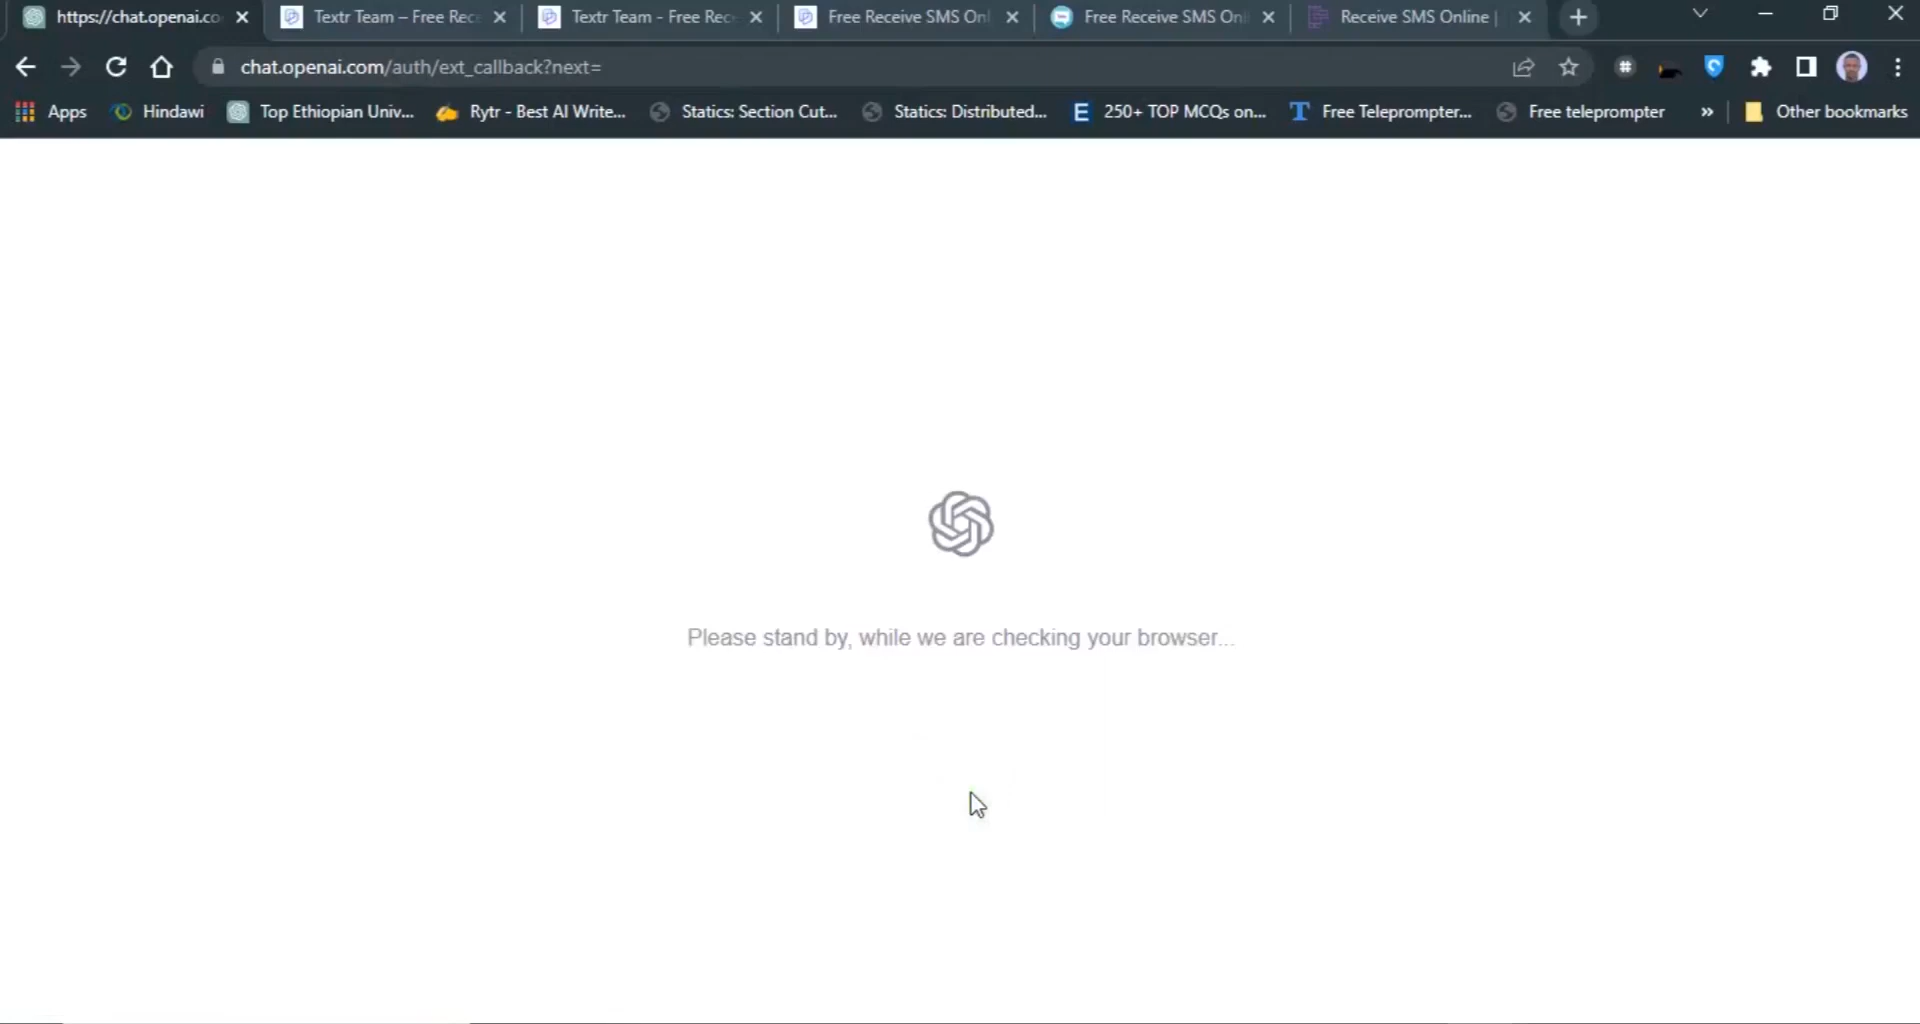 https://chat.openai.co
Textr Team – Free Rece
Textr Team - Free Rece
Free Receive SMS Onl
Free Receive SMS Onli
Receive SMS Online |
chat.openai.com/auth/ext_callback?next=
Apps
Hindawi
Top Ethiopian Univ...
Rytr - Best AI Write...
Statics: Section Cut...
Statics: Distributed...
E 250+ TOP MCQs on...
T Free Teleprompter...
Free teleprompter
»
Other bookmarks
Please stand by, while we are checking your browser...